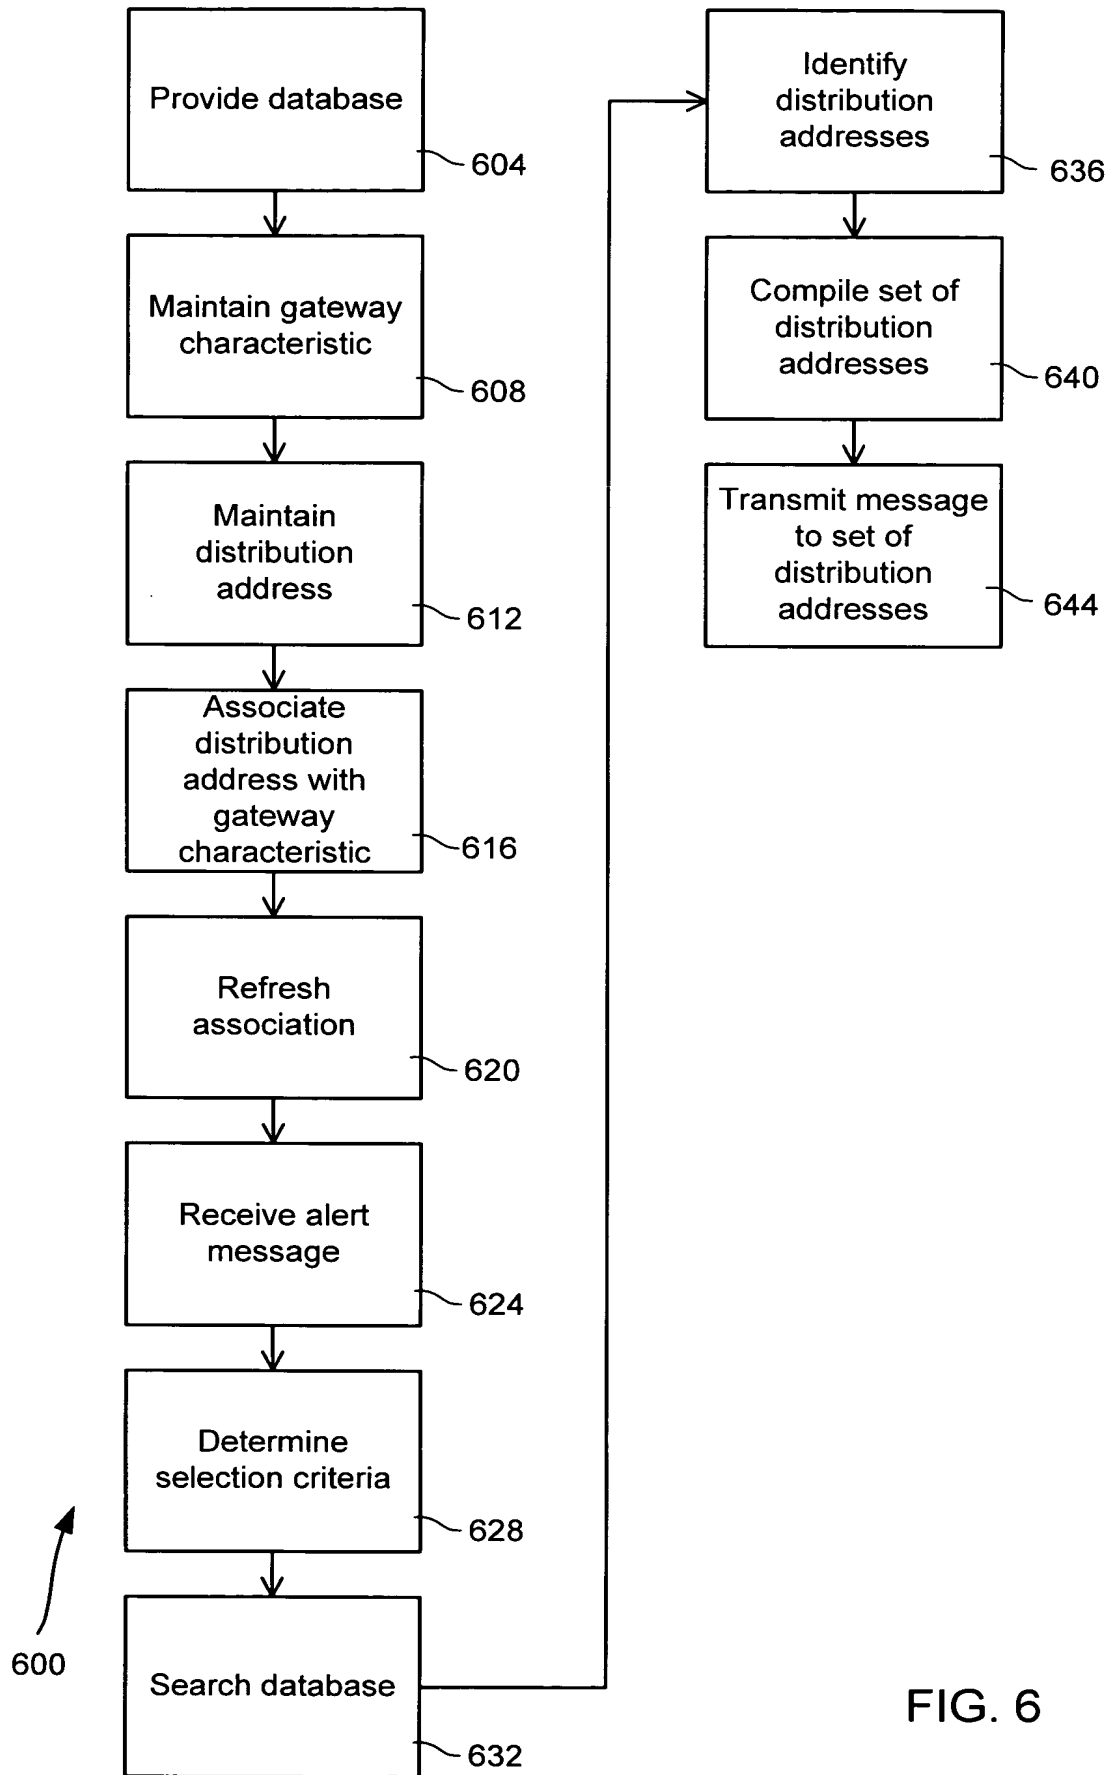 Provide database
604
Maintain gateway
characteristic
608
Maintain
distribution
address
612
Associate
distribution
address with
gateway
characteristic
616
Refresh
association
620
Receive alert
message
624
Determine
selection criteria
628
Search database
632
600
Identify
distribution
addresses
636
Compile set of
distribution
addresses
640
Transmit message
to set of
distribution
addresses
644
FIG. 6